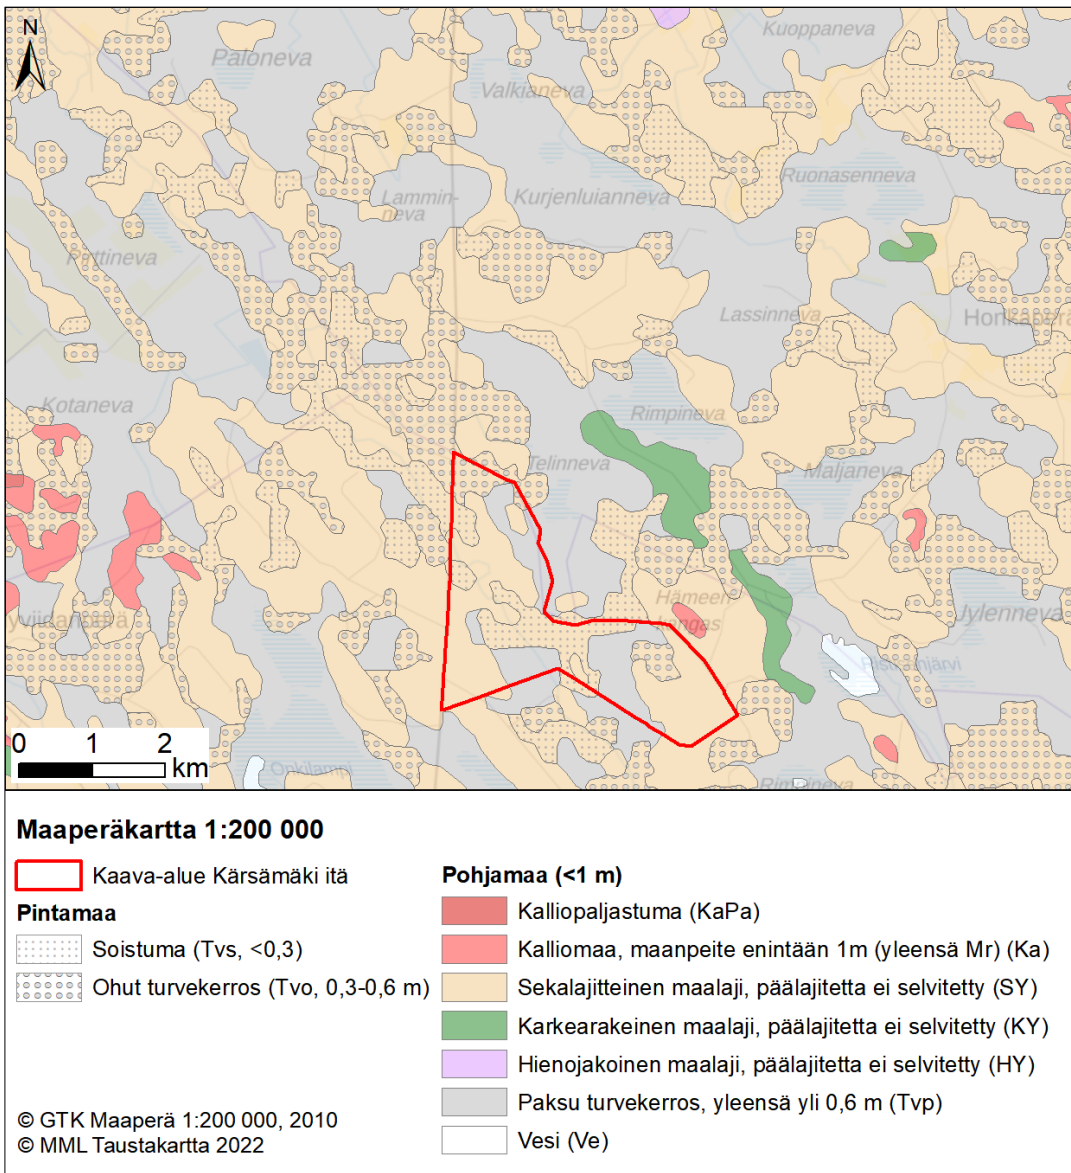 N
Paloneva
Kuoppaneva
Valkianeva
Ruonasenneva
Lammin-
neva
Kurjenluianneva
Pirttineva
Lassinneva
Kotaneva
Rimpineva
Telinneva
Maljaneva
Hämeen
kangas
Jylenneva
Onkilampi
Rimpineva
0 1 2
km
Maaperäkartta 1:200 000
Kaava-alue Kärsämäki itä
Pintamaa
Soistuma (Tvs, <0,3)
Ohut turvekerros (Tvo, 0,3-0,6 m)
Pohjamaa (<1 m)
Kalliopaljastuma (KaPa)
Kalliomaa, maanpeite enintään 1m (yleensä Mr) (Ka)
Sekalajitteinen maalaji, päälajitetta ei selvitetty (SY)
Karkearakeinen maalaji, päälajitetta ei selvitetty (KY)
Hienojakoinen maalaji, päälajitetta ei selvitetty (HY)
Paksu turvekerros, yleensä yli 0,6 m (Tvp)
Vesi (Ve)
© GTK Maaperä 1:200 000, 2010
© MML Taustakartta 2022